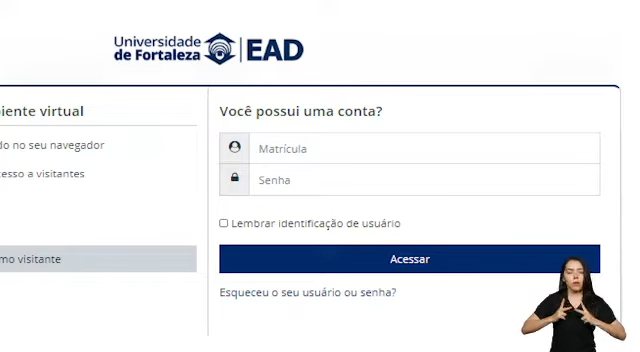 Universidade
de Fortaleza
EAD
iente virtual
do no seu navegador
esso a visitantes
mo visitante
Você possui uma conta?
Matrícula
Senha
Lembrar identificação de usuário
Acessar
Esqueceu o seu usuário ou senha?